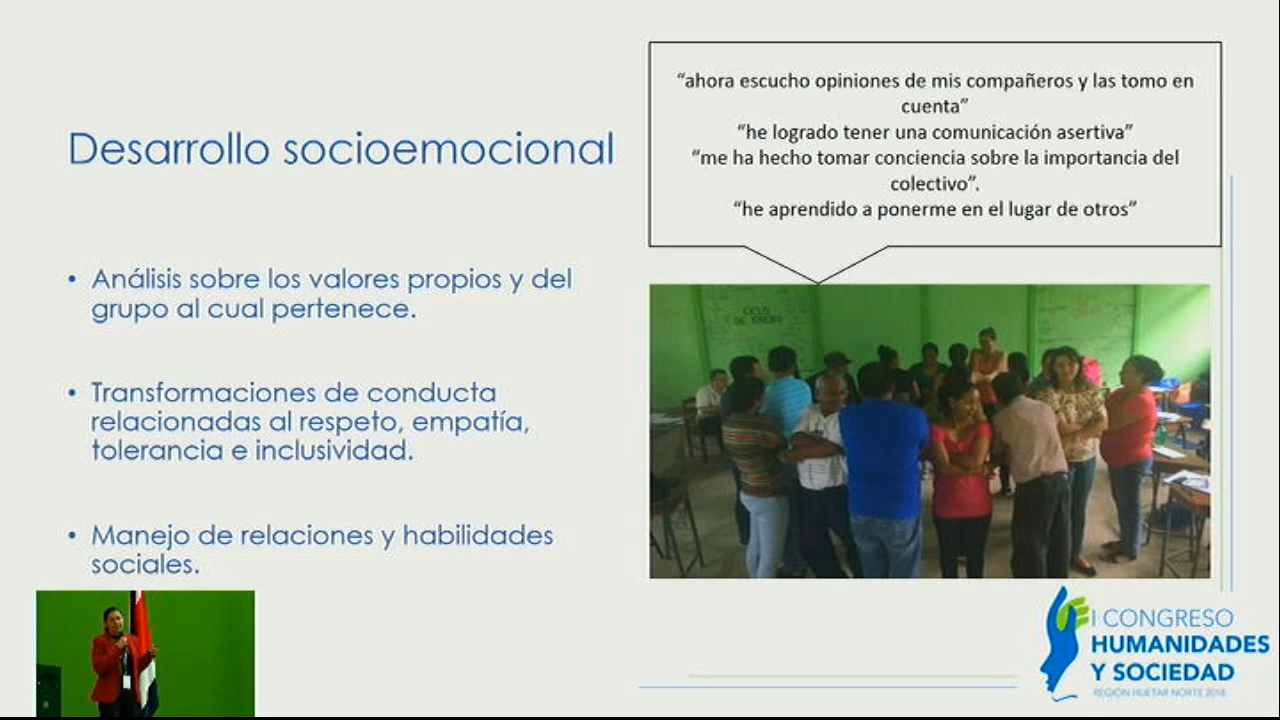 Desarrollo socioemocional
“ahora escucho opiniones de mis compañeros y las tomo en
cuenta”
“he logrado tener una comunicación asertiva”
“me ha hecho tomar conciencia sobre la importancia del
colectivo”.
“he aprendido a ponerme en el lugar de otros”
• Análisis sobre los valores propios y del
grupo al cual pertenece.
• Transformaciones de conducta
relacionadas al respeto, empatía,
tolerancia e inclusividad.
• Manejo de relaciones y habilidades
sociales.
CICLO
DE KREBS
I CONGRESO
HUMANIDADES
Y SOCIEDAD
REGIÓN HUETAR NORTE 2018